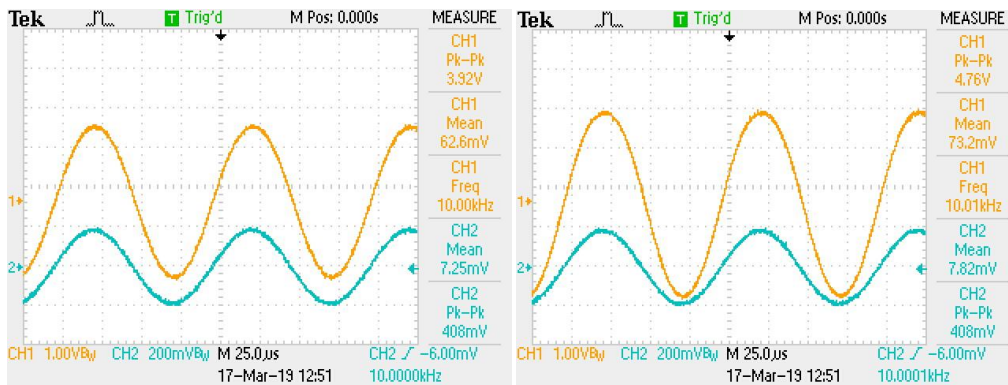 Tek
T Trig'd
M Pos: 0.000s
MEASURE
CH1
Pk-Pk
3.92V
CH1
Mean
62.6mV
CH1
Freq
10.00kHz
CH2
Mean
7.25mV
CH2
Pk-Pk
408mV
1
2
CH1 1.00VBw CH2 200mVBw M 25.0µs CH2 -6.00mV
17-Mar-19 12:51 10.0000kHz
Tek
T Trig'd
M Pos: 0.000s
MEASURE
CH1
Pk-Pk
4.76V
CH1
Mean
73.2mV
CH1
Freq
10.01kHz
CH2
Mean
7.82mV
CH2
Pk-Pk
408mV
1
2
CH1 1.00VBw CH2 200mVBw M 25.0µs CH2 -6.00mV
17-Mar-19 12:51 10.0001kHz